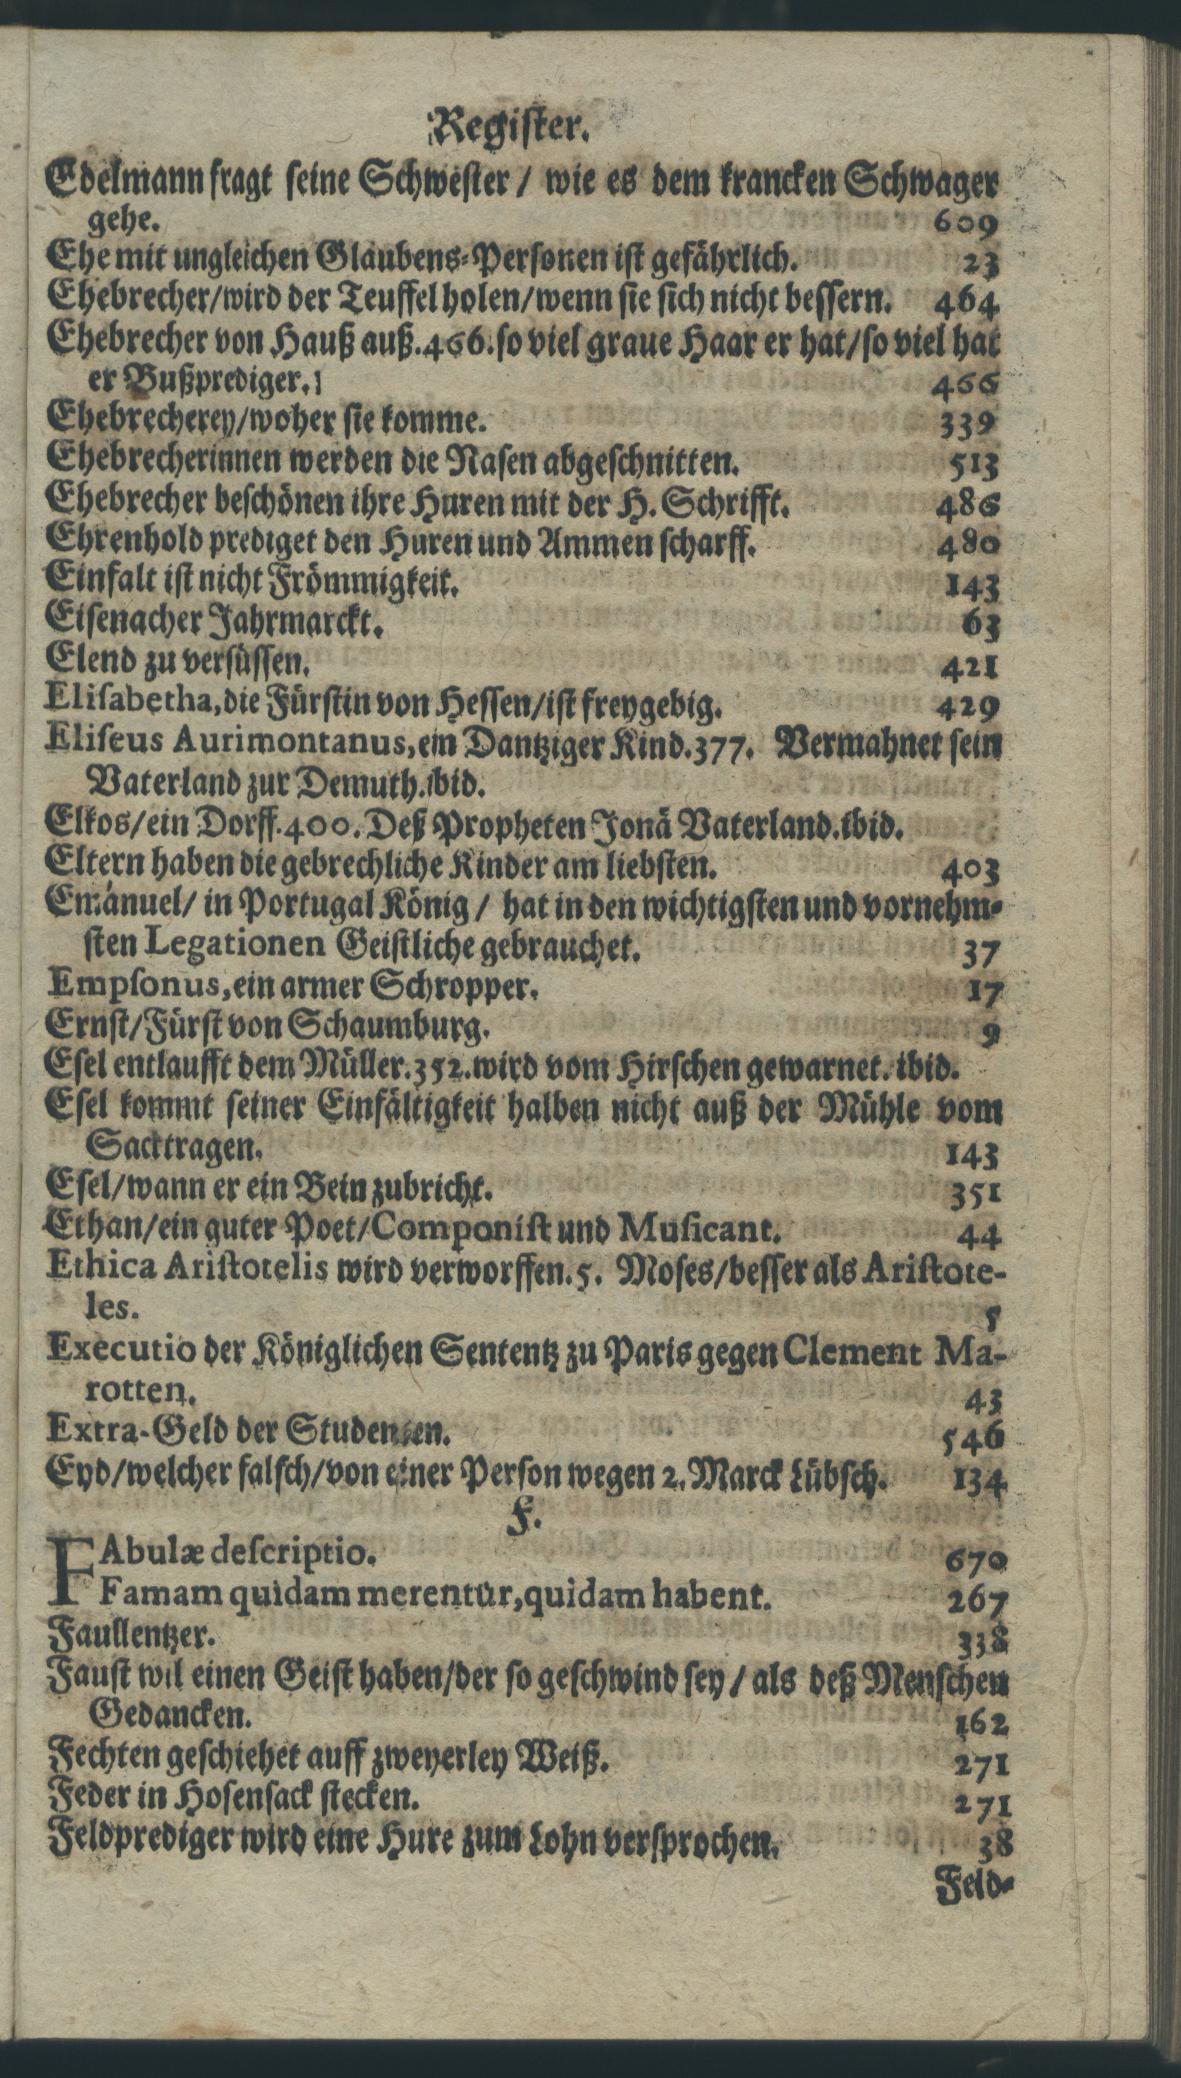 Register.
Edelmann fragt seine Schwester / wie es dem krancken Schwager
gehe. 609
Ehe mit ungleichen Glaubens-Personen ist gefährlich. 23
Ehebrecher/wird der Teuffel holen/wenn sie sich nicht bessern. 464
Ehebrecher von Hauß auß.466.so viel graue Haar er hat/so viel hat
er Bußprediger. 466
Ehebrecherey/woher sie komme. 339
Ehebrecherinnen werden die Nasen abgeschnitten. 513
Ehebrecher beschönen ihre Huren mit der H. Schrifft. 486
Ehrenhold prediget den Huren und Ammen scharff. 480
Einfalt ist nicht Frömmigkeit. 143
Eisenacher Jahrmarckt. 63
Elend zu versüssen. 421
Elisabetha,die Fürstin von Hessen/ist freygebig. 429
Eliseus Aurimontanus,ein Dantziger Kind.377. Vermahnet sein
Vaterland zur Demuth.ibid.
Elkos/ein Dorff.400. Deß Propheten Jonä Vaterland.ibid.
Eltern haben die gebrechliche Kinder am liebsten. 403
Emanuel/ in Portugal König / hat in den wichtigsten und vornehm-
sten Legationen Geistliche gebrauchet. 37
Empsonus,ein armer Schropper. 17
Ernst/Fürst von Schaumburg. 9
Esel entlaufft dem Müller.352.wird vom Hirschen gewarnet. ibid.
Esel kommt seiner Einfältigkeit halben nicht auß der Mühle vom
Sacktragen. 143
Esel/wann er ein Bein zubricht. 351
Ethan/ein guter Poet/Componist und Musicant. 44
Ethica Aristotelis wird verworffen.5. Moses/besser als Aristote-
les. 5
Executio der Königlichen Sententz zu Paris gegen Clement Ma-
rotten. 43
Extra-Geld der Studenten. 546
Eyd/welcher falsch/von einer Person wegen 2. Marck Lübsch. 134
F.
FAbulæ descriptio. 670
Famam quidam merentur,quidam habent. 267
Faullentzer. 338
Faust wil einen Geist haben/der so geschwind sey / als deß Menschen
Gedancken. 162
Fechten geschiehet auff zweyerley Weiß. 271
Feder in Hosensack stecken. 271
Feldprediger wird eine Hure zum Lohn versprochen. 38
Feld-